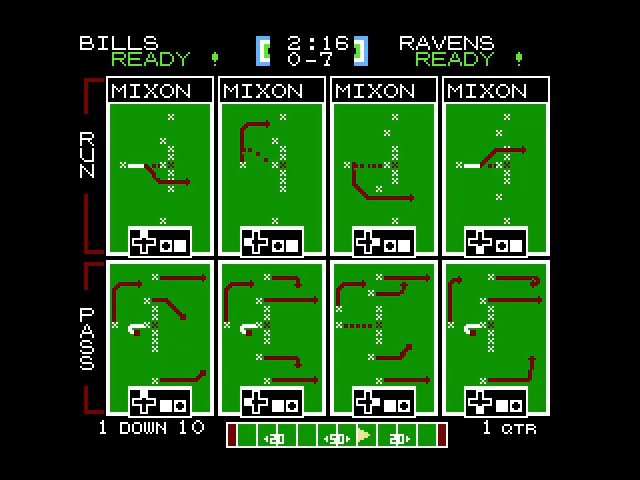 BILLS 2:16 RAVENS
READY ! 0-7 READY !
MIXON MIXON MIXON MIXON
RUN
PASS
1 DOWN 10 20 50 20 1 QTR